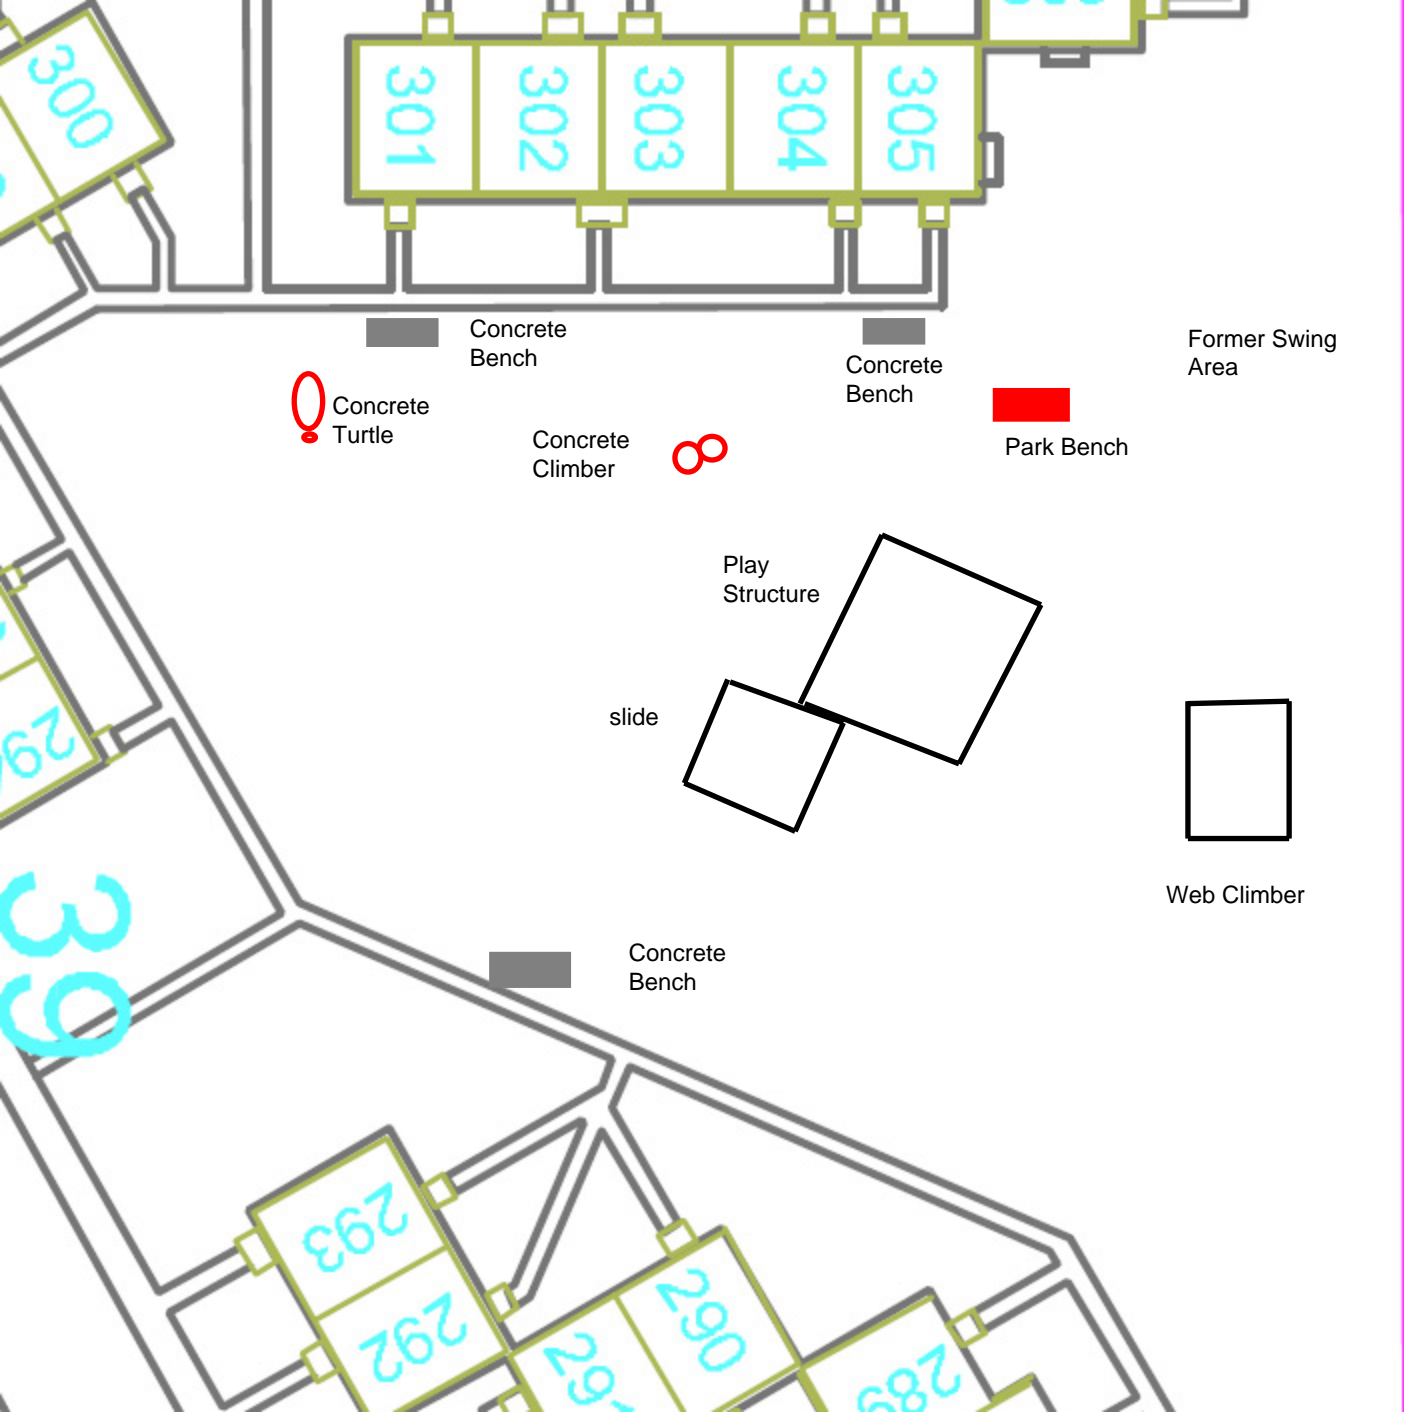 300
301
302
303
304
305
Concrete
Bench
Concrete
Bench
Former Swing
Area
Concrete
Turtle
Concrete
Climber
Park Bench
Play
Structure
slide
Web Climber
39
Concrete
Bench
293
292
290
291
289